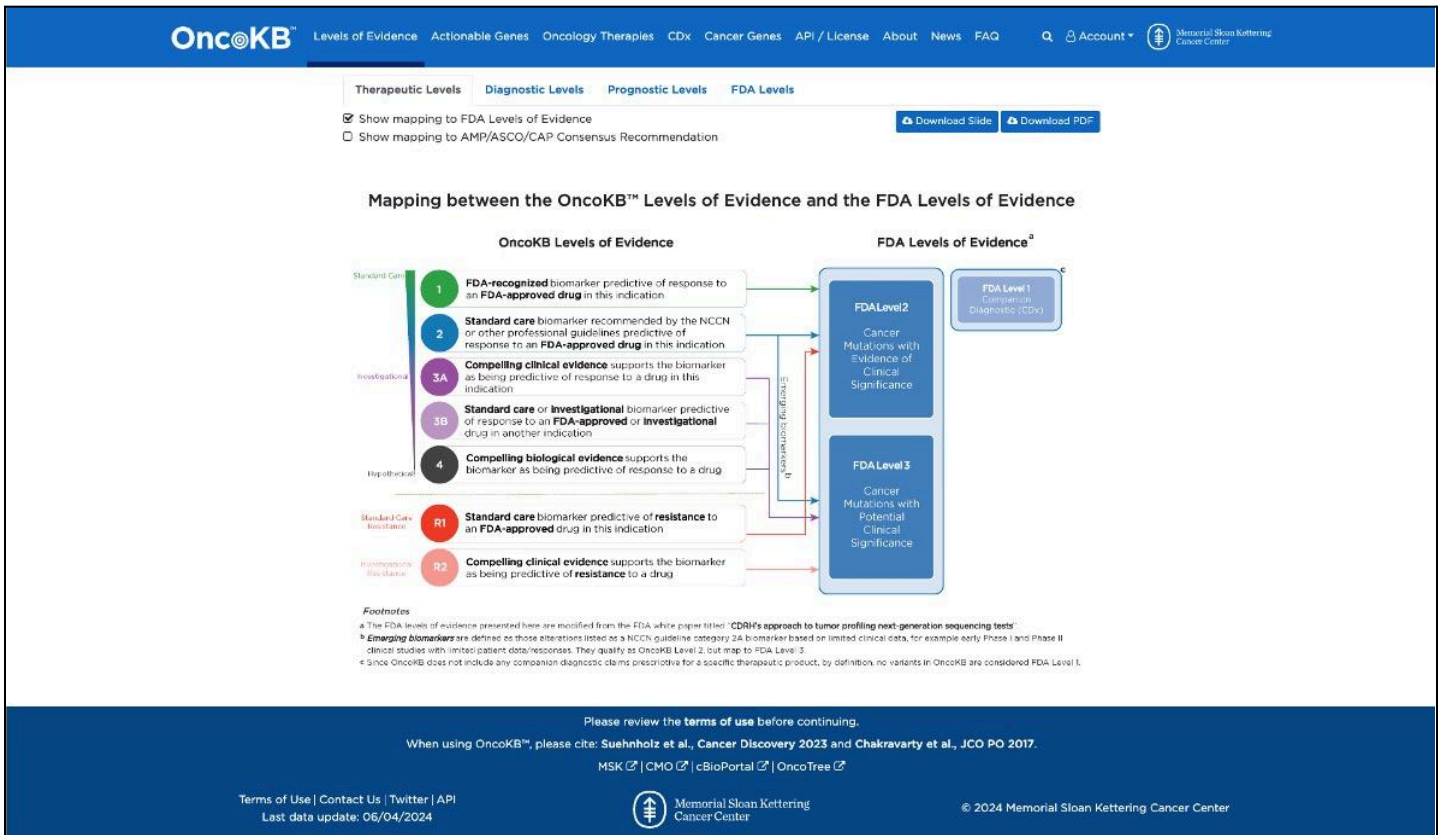 OncoKB™ Levels of Evidence Actionable Genes Oncology Therapies CDx Cancer Genes API / License About News FAQ Account Memorial Sloan Kettering
Cancer Center
Therapeutic Levels Diagnostic Levels Prognostic Levels FDA Levels
Show mapping to FDA Levels of Evidence
Show mapping to AMP/ASCO/CAP Consensus Recommendation
Download Slide Download PDF
Mapping between the OncoKB™ Levels of Evidence and the FDA Levels of Evidence
OncoKB Levels of Evidence
Standard Care
1
FDA-recognized biomarker predictive of response to
an FDA-approved drug in this indication
2
Standard care biomarker recommended by the NCCN
or other professional guidelines predictive of
response to an FDA-approved drug in this indication
Investigational
3A
Compelling clinical evidence supports the biomarker
as being predictive of response to a drug in this
indication
3B
Standard care or investigational biomarker predictive
of response to an FDA-approved or investigational
drug in another indication
Hypothetical
4
Compelling biological evidence supports the
biomarker as being predictive of response to a drug
Standard Care
Resistance
R1
Standard care biomarker predictive of resistance to
an FDA-approved drug in this indication
Investigational
Resistance
R2
Compelling clinical evidence supports the biomarker
as being predictive of resistance to a drug
Emerging biomarkers b
FDA Levels of Evidence a
FDA Level 2
Cancer
Mutations with
Evidence of
Clinical
Significance
FDA Level 3
Cancer
Mutations with
Potential
Clinical
Significance
c
FDA Level 1
Companion
Diagnostic (CDx)
Footnotes
a The FDA levels of evidence presented here are modified from the FDA white paper titled "CDRH's approach to tumor profiling next-generation sequencing tests"
b Emerging biomarkers are defined as those alterations listed as a NCCN guideline category 2A biomarker based on limited clinical data, for example early Phase I and Phase II
clinical studies with limited patient data/responses. They qualify as OncoKB Level 2, but map to FDA Level 3.
c Since OncoKB does not include any companion diagnostic claims prescriptive for a specific therapeutic product, by definition, no variants in OncoKB are considered FDA Level 1.
Please review the terms of use before continuing.
When using OncoKB™, please cite: Suehnholz et al., Cancer Discovery 2023 and Chakravarty et al., JCO PO 2017.
MSK | CMO | cBioPortal | OncoTree
Terms of Use | Contact Us | Twitter | API
Last data update: 06/04/2024
Memorial Sloan Kettering
Cancer Center
© 2024 Memorial Sloan Kettering Cancer Center